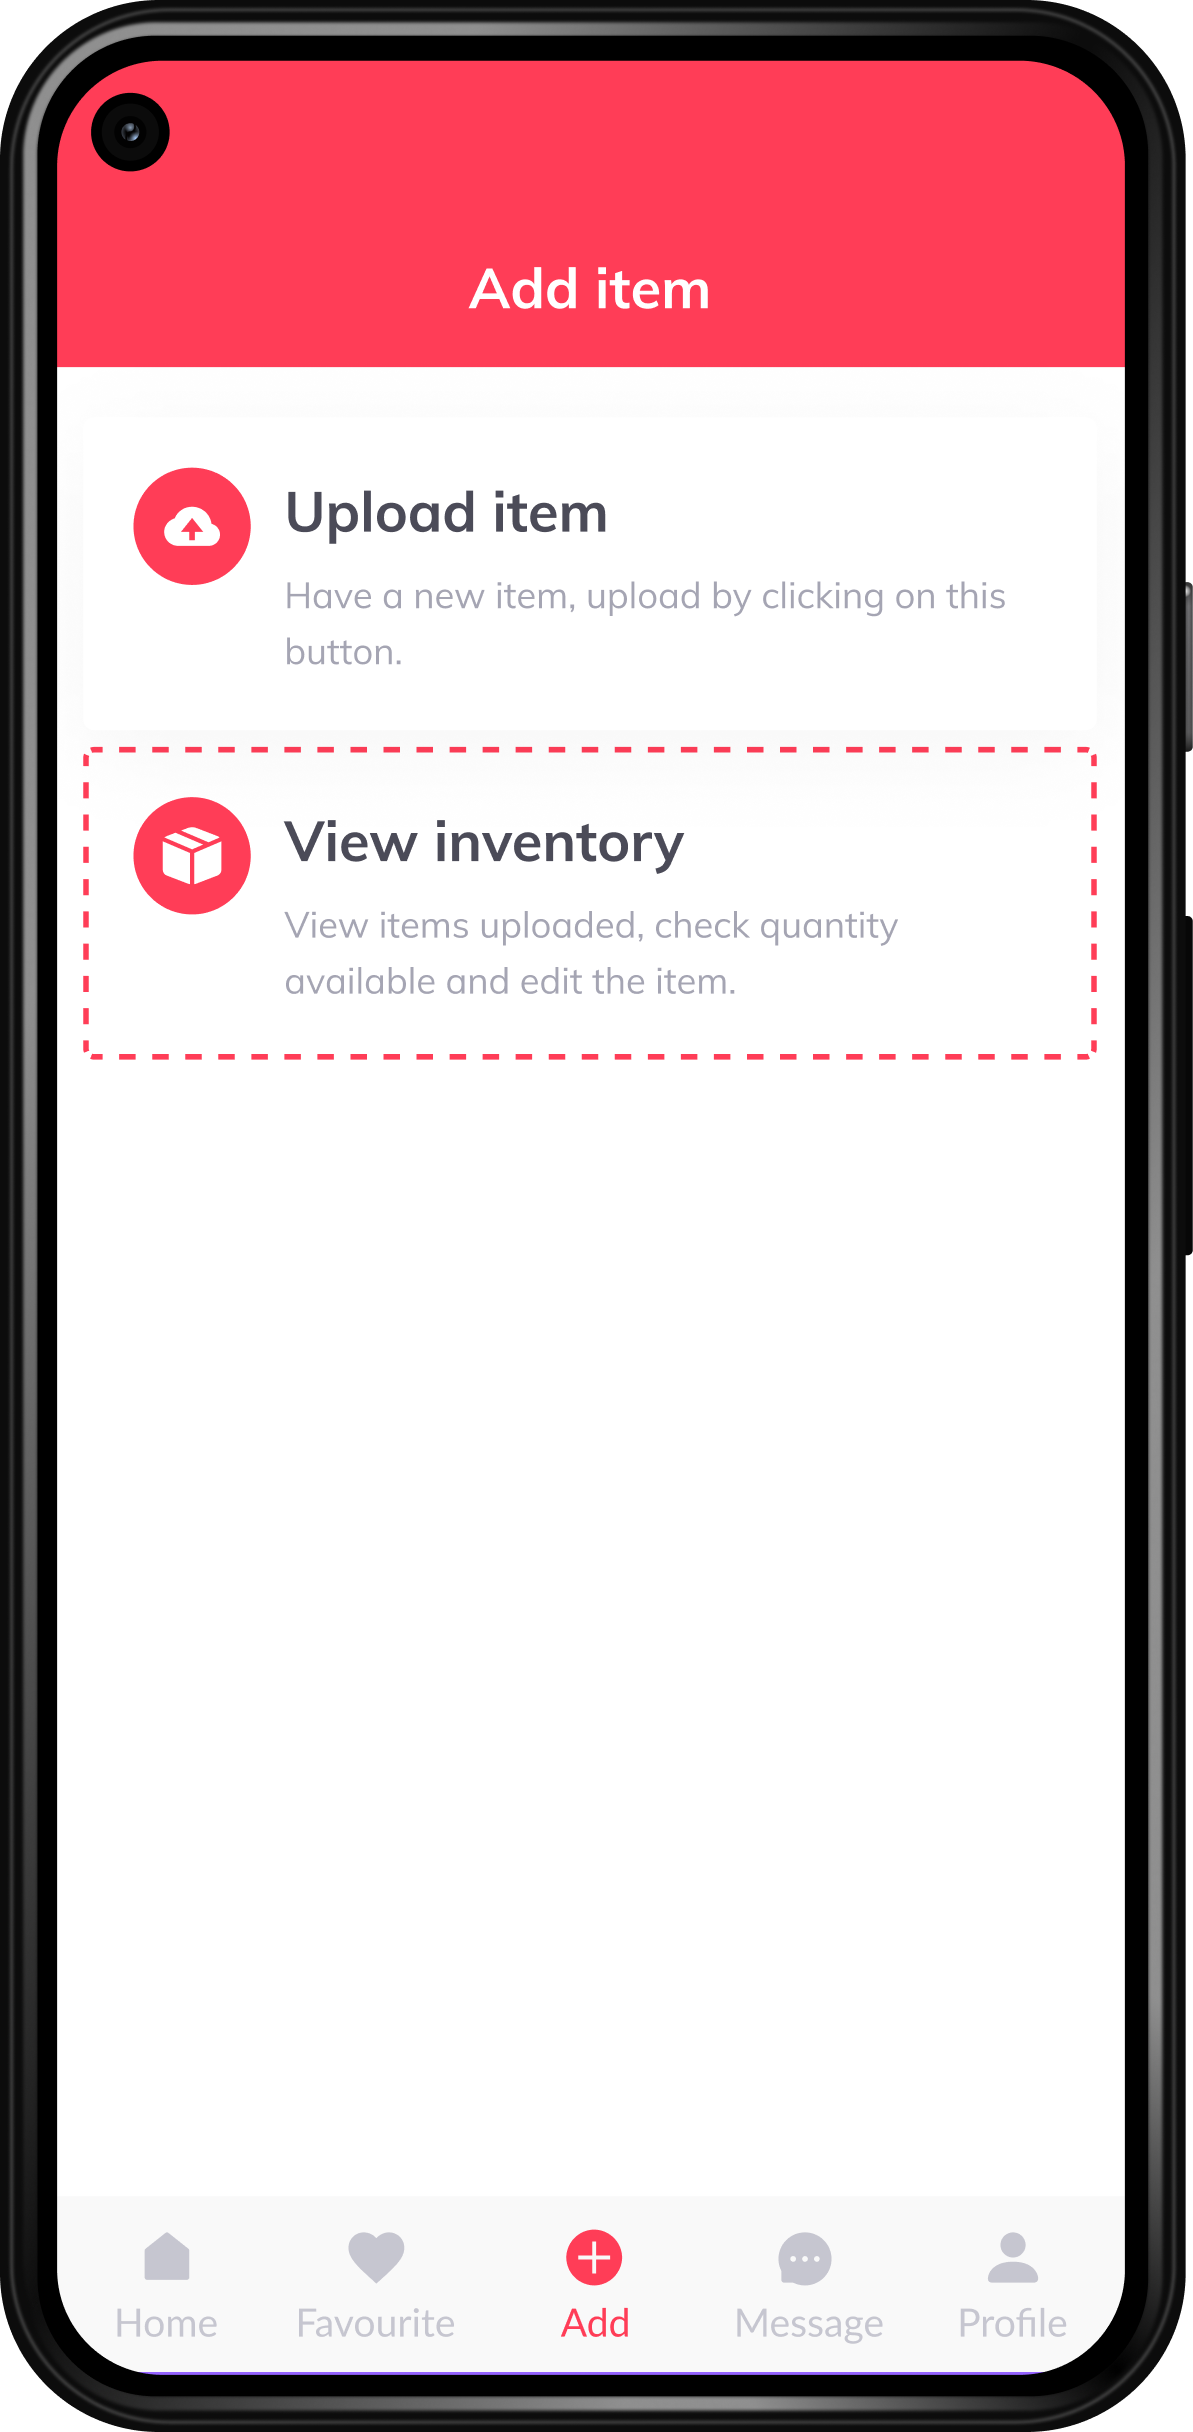 Add item
Upload item
Have a new item, upload by clicking on this
button.
View inventory
View items uploaded, check quantity
available and edit the item.
Home
Favourite
Add
Message
Profile